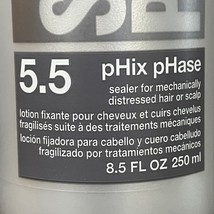 5.5 pHix pHase
sealer for mechanically
distressed hair or scalp
lotion fixante pour cheveux et cuirs chevelus
fragilisés suite à des traitements mécaniques
loción fijadora para cabello y cuero cabelludo
fragilizado por tratamientos mecánicos
8.5 FL OZ 250 ml